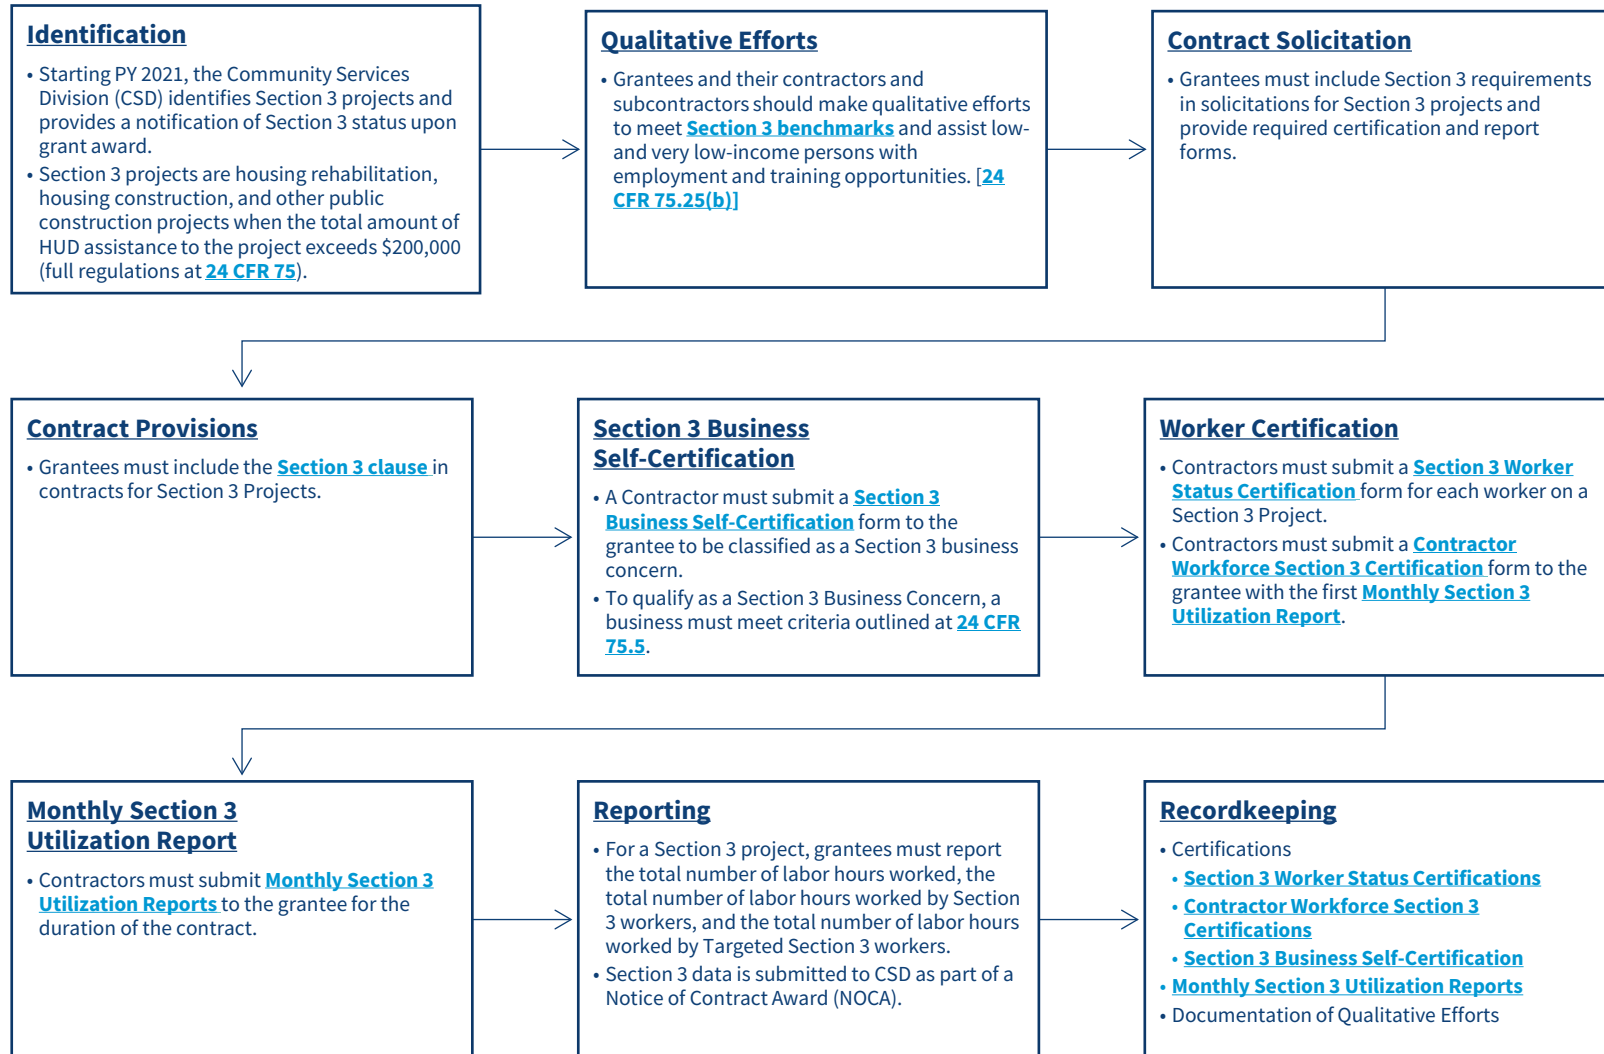 Identification
• Starting PY 2021, the Community Services
Division (CSD) identifies Section 3 projects and
provides a notification of Section 3 status upon
grant award.
• Section 3 projects are housing rehabilitation,
housing construction, and other public
construction projects when the total amount of
HUD assistance to the project exceeds $200,000
(full regulations at 24 CFR 75).
Qualitative Efforts
• Grantees and their contractors and
subcontractors should make qualitative efforts
to meet Section 3 benchmarks and assist low-
and very low-income persons with
employment and training opportunities. [24
CFR 75.25(b)]
Contract Solicitation
• Grantees must include Section 3 requirements
in solicitations for Section 3 projects and
provide required certification and report
forms.
Contract Provisions
• Grantees must include the Section 3 clause in
contracts for Section 3 Projects.
Section 3 Business
Self-Certification
• A Contractor must submit a Section 3
Business Self-Certification form to the
grantee to be classified as a Section 3 business
concern.
• To qualify as a Section 3 Business Concern, a
business must meet criteria outlined at 24 CFR
75.5.
Worker Certification
• Contractors must submit a Section 3 Worker
Status Certification form for each worker on a
Section 3 Project.
• Contractors must submit a Contractor
Workforce Section 3 Certification form to the
grantee with the first Monthly Section 3
Utilization Report.
Monthly Section 3
Utilization Report
• Contractors must submit Monthly Section 3
Utilization Reports to the grantee for the
duration of the contract.
Reporting
• For a Section 3 project, grantees must report
the total number of labor hours worked, the
total number of labor hours worked by Section
3 workers, and the total number of labor hours
worked by Targeted Section 3 workers.
• Section 3 data is submitted to CSD as part of a
Notice of Contract Award (NOCA).
Recordkeeping
• Certifications
• Section 3 Worker Status Certifications
• Contractor Workforce Section 3
Certifications
• Section 3 Business Self-Certification
• Monthly Section 3 Utilization Reports
• Documentation of Qualitative Efforts